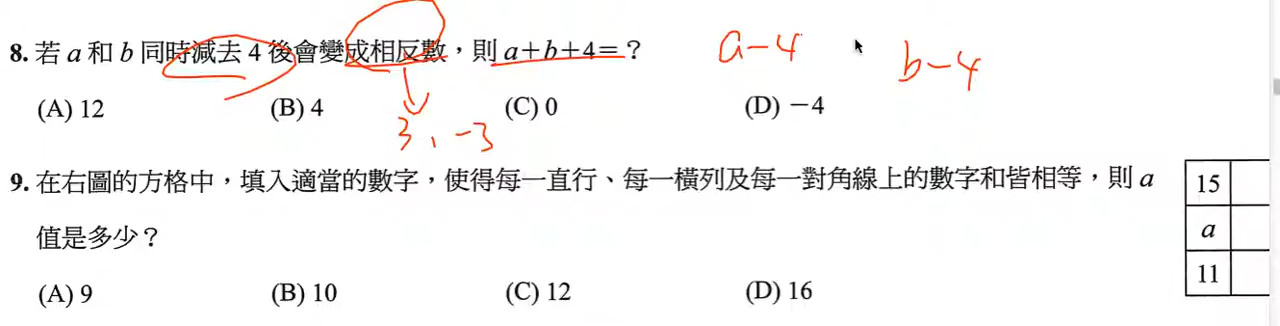 8. 若 a 和 b 同時減去 4 後會變成相反數，則 a＋b＋4＝？
a－4
b－4
(A) 12 (B) 4 (C) 0 (D) －4
3，－3
9. 在右圖的方格中，填入適當的數字，使得每一直行、每一橫列及每一對角線上的數字和皆相等，則 a
值是多少？
15
a
11
(A) 9 (B) 10 (C) 12 (D) 16